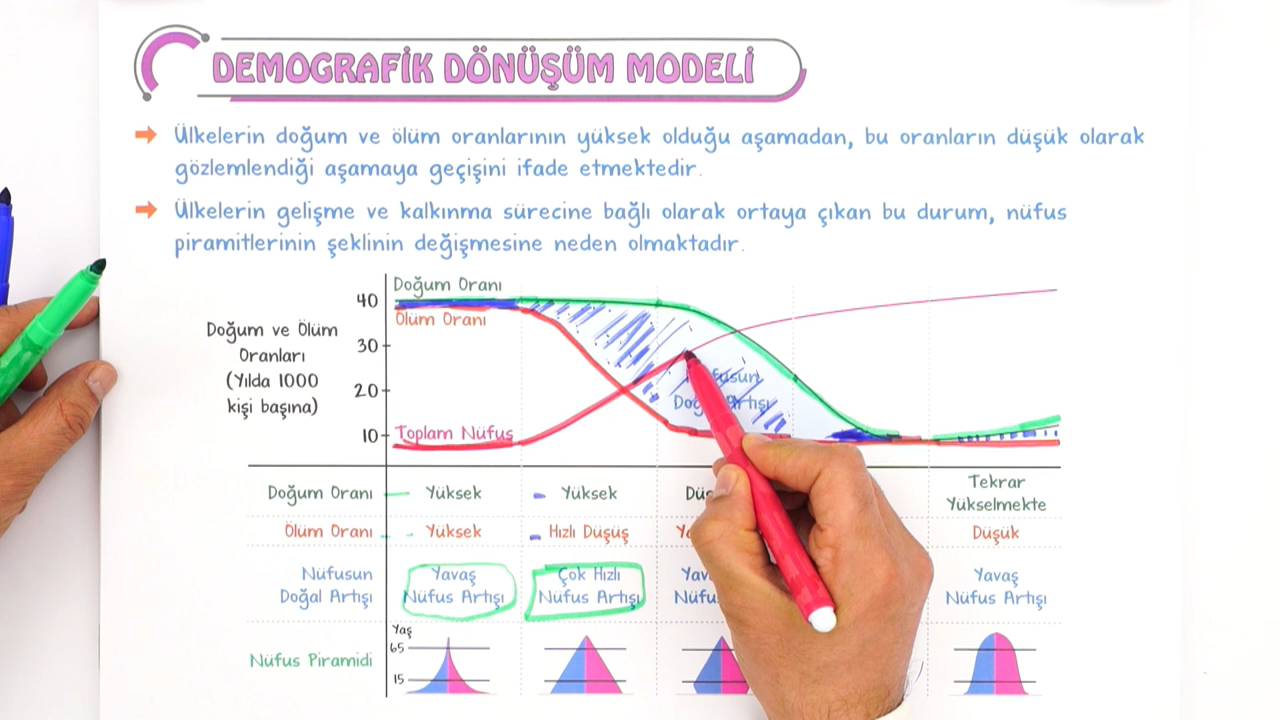 DEMOGRAFİK DÖNÜŞÜM MODELİ
Ülkelerin doğum ve ölüm oranlarının yüksek olduğu aşamadan, bu oranların düşük olarak
gözlemlendiği aşamaya geçişini ifade etmektedir.
Ülkelerin gelişme ve kalkınma sürecine bağlı olarak ortaya çıkan bu durum, nüfus
piramitlerinin şeklinin değişmesine neden olmaktadır.
Doğum ve Ölüm
Oranları
(Yılda 1000
kişi başına)
40
30
20
10
Doğum Oranı
Ölüm Oranı
Toplam Nüfus
Doğum Oranı Yüksek Yüksek Tekrar
Yükselmekte
Ölüm Oranı Yüksek Hızlı Düşüş Düşük
Nüfusun Yavaş Çok Hızlı Yavaş
Doğal Artışı Nüfus Artışı Nüfus Artışı Nüfus Artışı
Nüfus Piramidi
Yaş
65
15